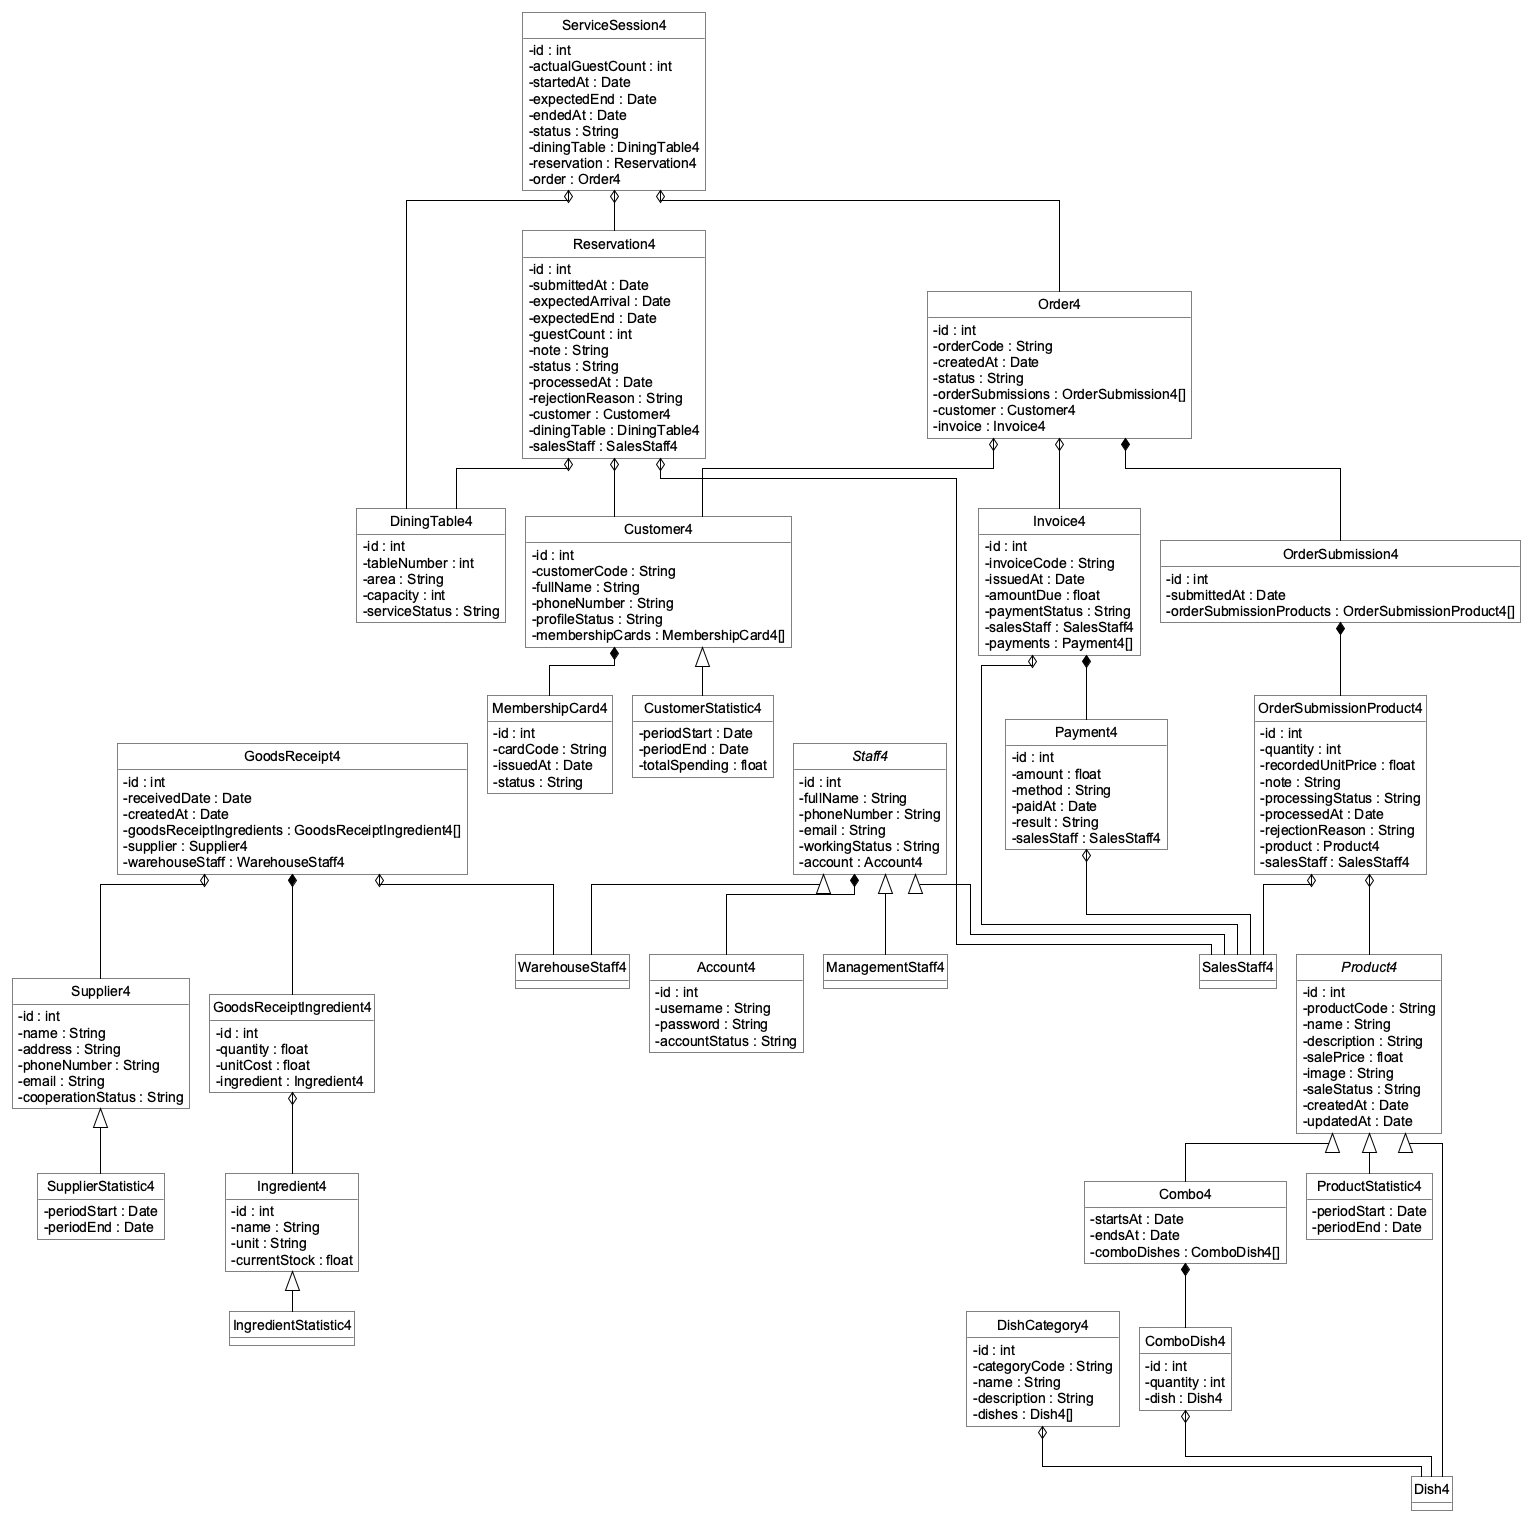 ServiceSession4
-id : int
-actualGuestCount : int
-startedAt : Date
-expectedEnd : Date
-endedAt : Date
-status : String
-diningTable : DiningTable4
-reservation : Reservation4
-order : Order4
Reservation4
-id : int
-submittedAt : Date
-expectedArrival : Date
-expectedEnd : Date
-guestCount : int
-note : String
-status : String
-processedAt : Date
-rejectionReason : String
-customer : Customer4
-diningTable : DiningTable4
-salesStaff : SalesStaff4
Order4
-id : int
-orderCode : String
-createdAt : Date
-status : String
-orderSubmissions : OrderSubmission4[]
-customer : Customer4
-invoice : Invoice4
DiningTable4
-id : int
-tableNumber : int
-area : String
-capacity : int
-serviceStatus : String
Customer4
-id : int
-customerCode : String
-fullName : String
-phoneNumber : String
-profileStatus : String
-membershipCards : MembershipCard4[]
Invoice4
-id : int
-invoiceCode : String
-issuedAt : Date
-amountDue : float
-paymentStatus : String
-salesStaff : SalesStaff4
-payments : Payment4[]
OrderSubmission4
-id : int
-submittedAt : Date
-orderSubmissionProducts : OrderSubmissionProduct4[]
MembershipCard4
-id : int
-cardCode : String
-issuedAt : Date
-status : String
CustomerStatistic4
-periodStart : Date
-periodEnd : Date
-totalSpending : float
OrderSubmissionProduct4
-id : int
-quantity : int
-recordedUnitPrice : float
-note : String
-processingStatus : String
-processedAt : Date
-rejectionReason : String
-product : Product4
-salesStaff : SalesStaff4
Payment4
-id : int
-amount : float
-method : String
-paidAt : Date
-result : String
-salesStaff : SalesStaff4
GoodsReceipt4
-id : int
-receivedDate : Date
-createdAt : Date
-goodsReceiptIngredients : GoodsReceiptIngredient4[]
-supplier : Supplier4
-warehouseStaff : WarehouseStaff4
Staff4
-id : int
-fullName : String
-phoneNumber : String
-email : String
-workingStatus : String
-account : Account4
WarehouseStaff4
Account4
-id : int
-username : String
-password : String
-accountStatus : String
ManagementStaff4
SalesStaff4
Product4
-id : int
-productCode : String
-name : String
-description : String
-salePrice : float
-image : String
-saleStatus : String
-createdAt : Date
-updatedAt : Date
Supplier4
-id : int
-name : String
-address : String
-phoneNumber : String
-email : String
-cooperationStatus : String
GoodsReceiptIngredient4
-id : int
-quantity : float
-unitCost : float
-ingredient : Ingredient4
SupplierStatistic4
-periodStart : Date
-periodEnd : Date
Ingredient4
-id : int
-name : String
-unit : String
-currentStock : float
Combo4
-startsAt : Date
-endsAt : Date
-comboDishes : ComboDish4[]
ProductStatistic4
-periodStart : Date
-periodEnd : Date
IngredientStatistic4
DishCategory4
-id : int
-categoryCode : String
-name : String
-description : String
-dishes : Dish4[]
ComboDish4
-id : int
-quantity : int
-dish : Dish4
Dish4